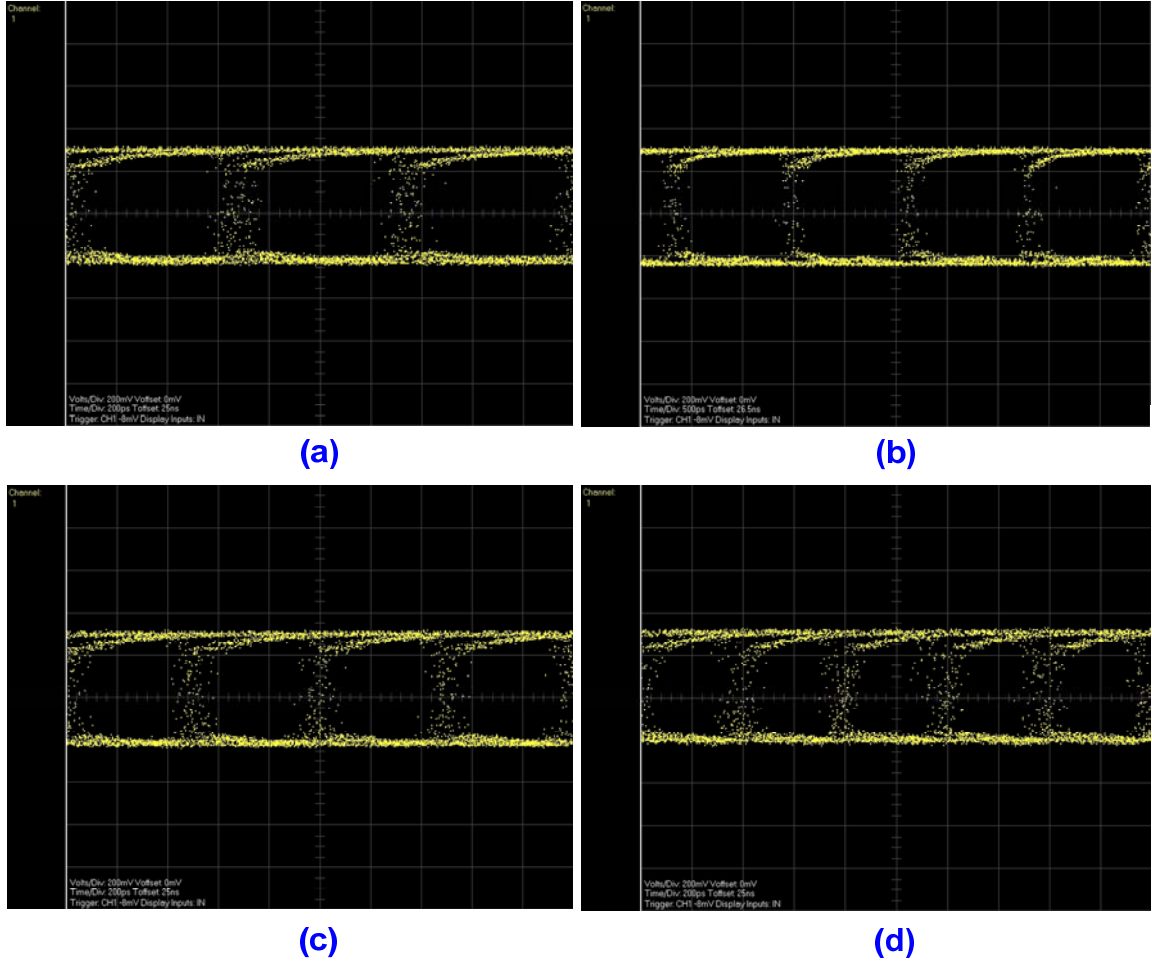 Channel:
1
Volts/Div: 200mV Voffset: 0mV
Time/Div: 200ps Toffset: 25ns
Trigger: CH1 -8mV Display Inputs: IN
(a)
Channel:
1
Volts/Div: 200mV Voffset: 0mV
Time/Div: 500ps Toffset: 26.5ns
Trigger: CH1 -8mV Display Inputs: IN
(b)
Channel:
1
Volts/Div: 200mV Voffset: 0mV
Time/Div: 200ps Toffset: 25ns
Trigger: CH1 -8mV Display Inputs: IN
(c)
Channel:
1
Volts/Div: 200mV Voffset: 0mV
Time/Div: 200ps Toffset: 25ns
Trigger: CH1 -8mV Display Inputs: IN
(d)